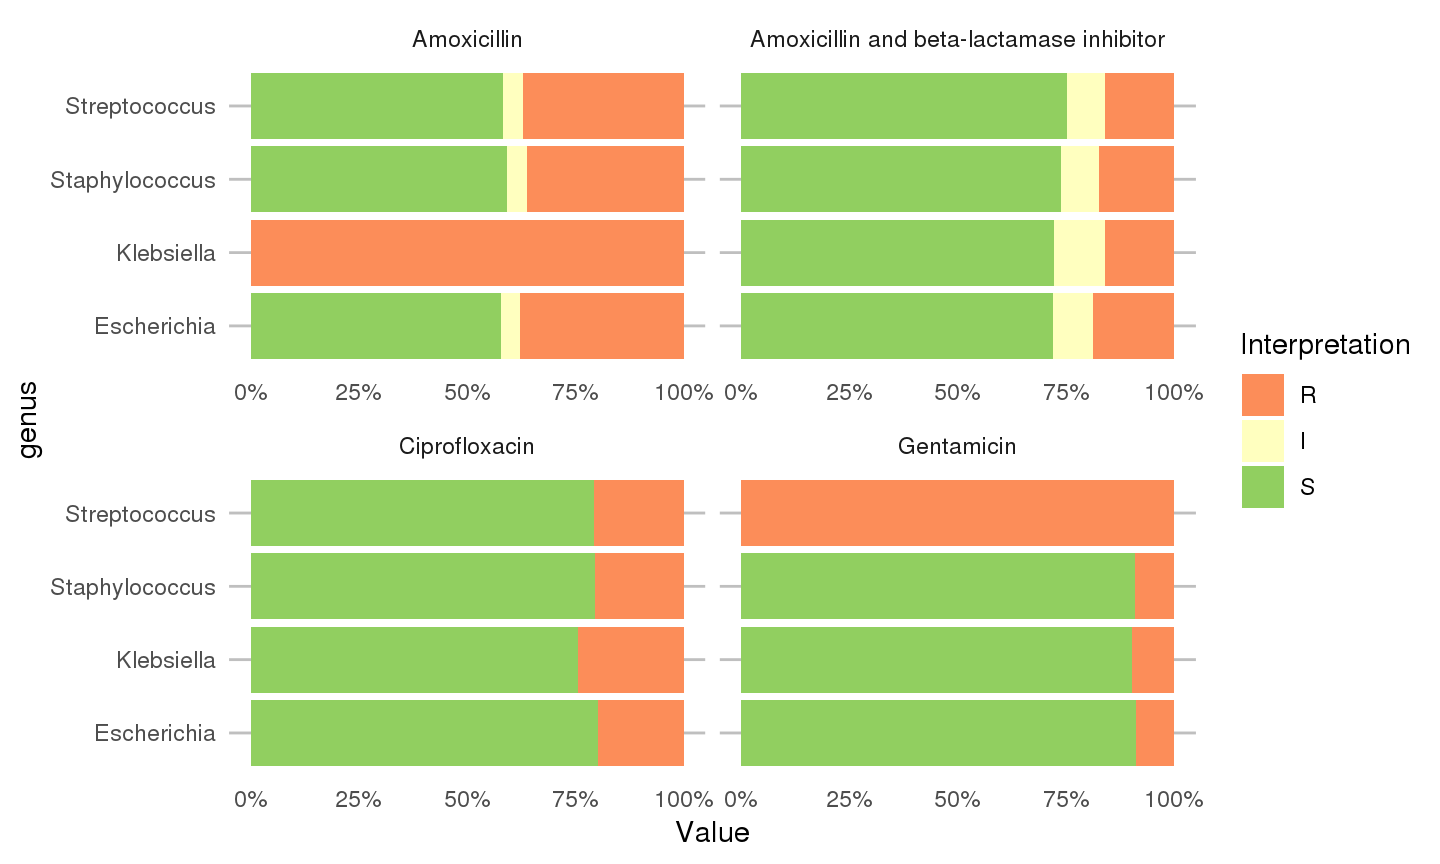 Amoxicillin
Amoxicillin and beta-lactamase inhibitor
Streptococcus
Staphylococcus
Klebsiella
Escherichia
0% 25% 50% 75% 100% 0% 25% 50% 75% 100%
genus
Ciprofloxacin
Gentamicin
Streptococcus
Staphylococcus
Klebsiella
Escherichia
0% 25% 50% 75% 100% 0% 25% 50% 75% 100%
Value
Interpretation
R
I
S